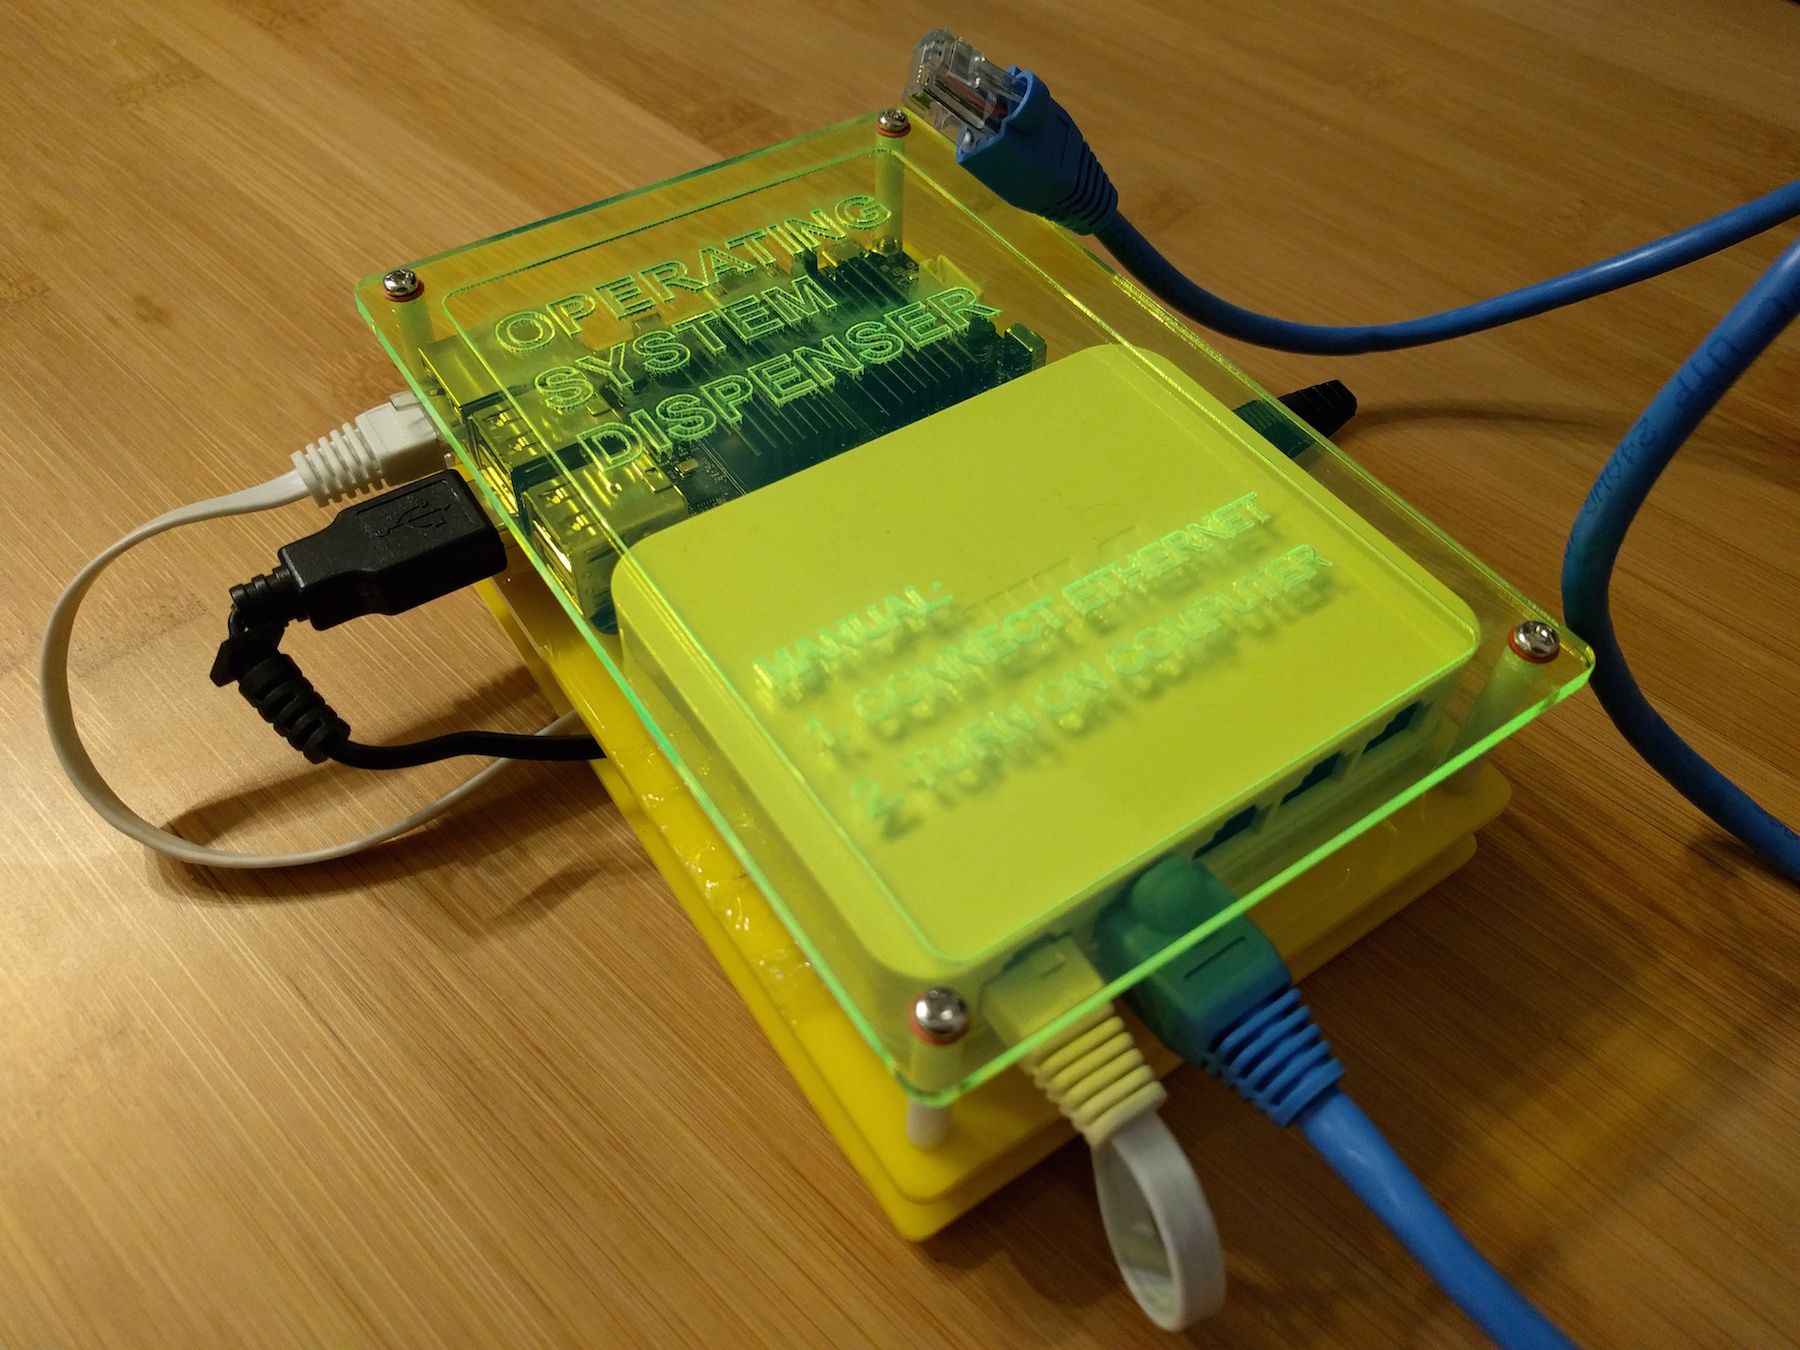 OPERATING
SYSTEM
DISPENSER
MANUAL:
1. CONNECT ETHERNET
2. TURN ON COMPUTER